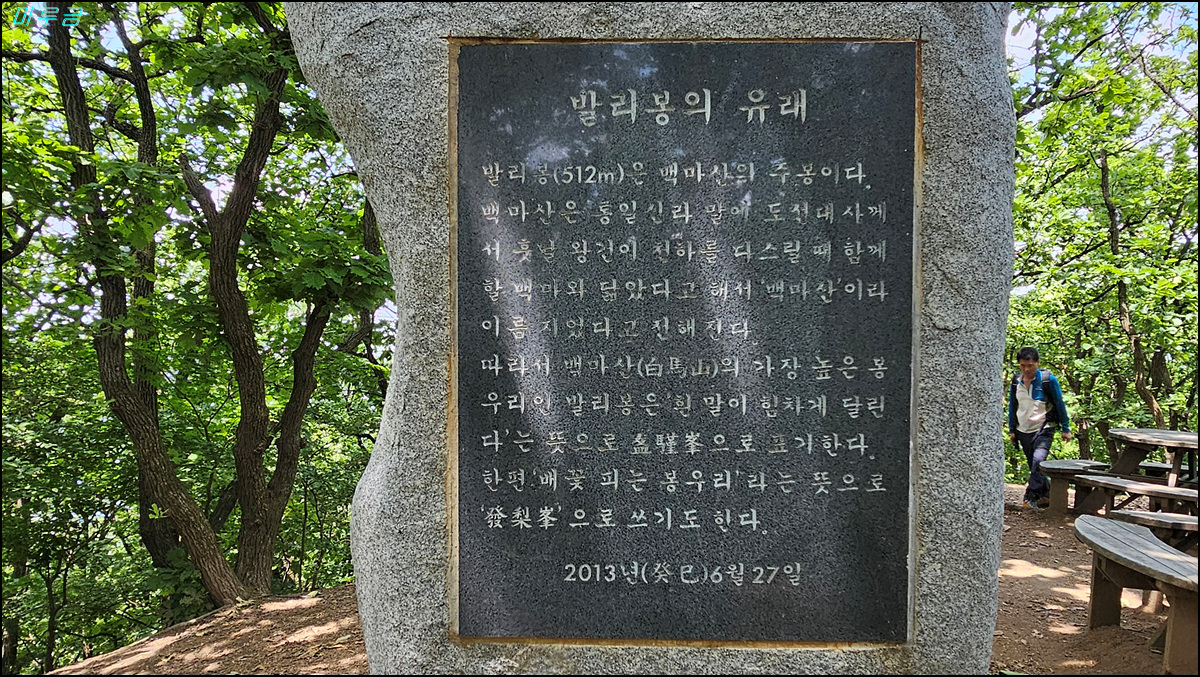 마루금
발리봉의 유래
발리봉(512m)은 백마산의 주봉이다.
백마산은 통일신라 말에 도선대사께
서 훗날 왕건이 천하를 다스릴 때 함께
할 백마와 닮았다고 해서 '백마산'이라
이름 지었다고 전해진다.
따라서 백마산(白馬山)의 가장 높은 봉
우리인 발리봉은 '흰 말이 힘차게 달린
다'는 뜻으로 峯으로 표기한다.
한편 '배꽃 피는 봉우리'라는 뜻으로
'發梨峯'으로 쓰기도 한다.
2013년(癸巳)6월 27일